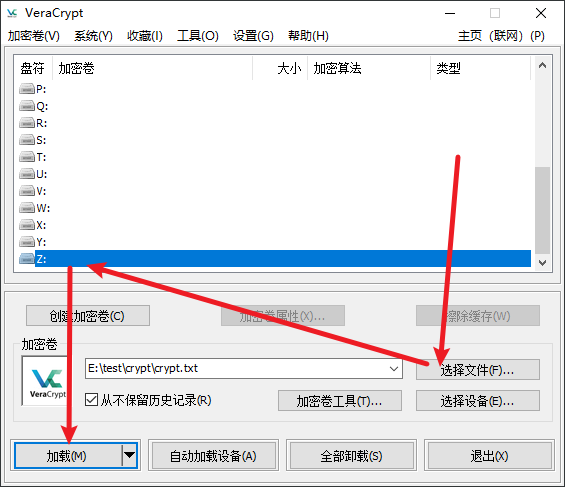 VeraCrypt
加密卷(V) 系统(Y) 收藏(I) 工具(O) 设置(G) 帮助(H) 主页 (联网) (P)
盘符 加密卷 大小 加密算法 类型
P:
Q:
R:
S:
T:
U:
V:
W:
X:
Y:
Z:
创建加密卷(C) 加密卷属性(X)... 擦除缓存(W)
加密卷
VeraCrypt
E:\test\crypt\crypt.txt 选择文件(F)...
从不保留历史记录(R) 加密卷工具(T)... 选择设备(E)...
加载(M) 自动加载设备(A) 全部卸载(S) 退出(X)